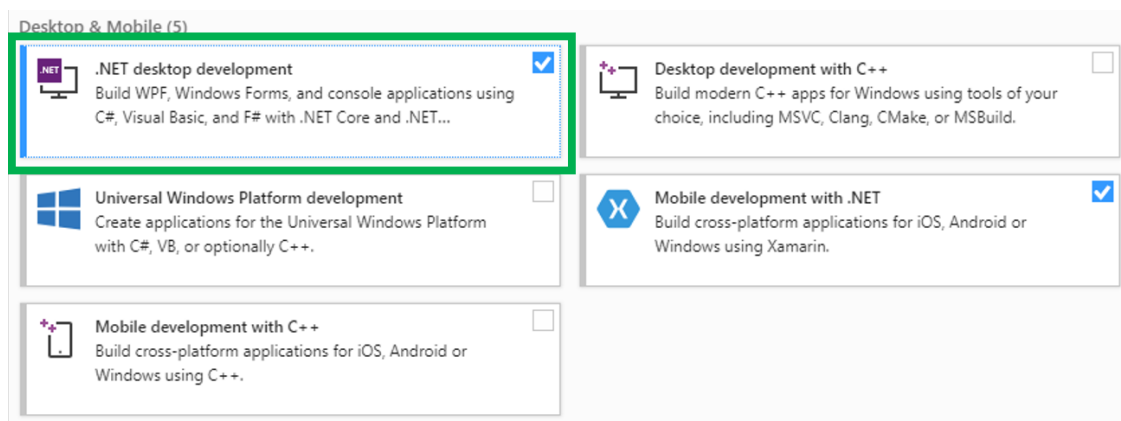 Desktop & Mobile (5)
.NET
.NET desktop development
Build WPF, Windows Forms, and console applications using
C#, Visual Basic, and F# with .NET Core and .NET...
Desktop development with C++
Build modern C++ apps for Windows using tools of your
choice, including MSVC, Clang, CMake, or MSBuild.
Universal Windows Platform development
Create applications for the Universal Windows Platform
with C#, VB, or optionally C++.
Mobile development with .NET
Build cross-platform applications for iOS, Android or
Windows using Xamarin.
Mobile development with C++
Build cross-platform applications for iOS, Android or
Windows using C++.